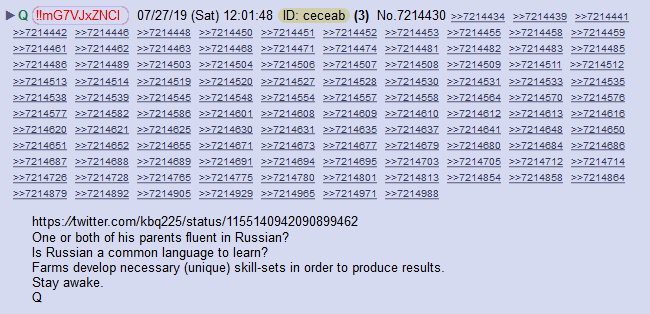 ▶ Q !!mG7VJxZNCI 07/27/19 (Sat) 12:01:48 ID: ceceab (3) No.7214430 >>7214434 >>7214439 >>7214441
>>7214442 >>7214446 >>7214448 >>7214450 >>7214451 >>7214452 >>7214453 >>7214455 >>7214458 >>7214459
>>7214461 >>7214462 >>7214463 >>7214468 >>7214471 >>7214474 >>7214481 >>7214482 >>7214483 >>7214485
>>7214486 >>7214489 >>7214503 >>7214504 >>7214506 >>7214507 >>7214508 >>7214509 >>7214511 >>7214512
>>7214513 >>7214514 >>7214519 >>7214520 >>7214527 >>7214528 >>7214530 >>7214531 >>7214533 >>7214535
>>7214538 >>7214539 >>7214545 >>7214548 >>7214554 >>7214557 >>7214558 >>7214564 >>7214570 >>7214576
>>7214577 >>7214582 >>7214586 >>7214601 >>7214608 >>7214609 >>7214610 >>7214612 >>7214613 >>7214616
>>7214620 >>7214621 >>7214625 >>7214630 >>7214631 >>7214635 >>7214637 >>7214641 >>7214648 >>7214650
>>7214651 >>7214652 >>7214655 >>7214671 >>7214673 >>7214677 >>7214679 >>7214680 >>7214684 >>7214686
>>7214687 >>7214688 >>7214689 >>7214691 >>7214694 >>7214695 >>7214703 >>7214705 >>7214712 >>7214714
>>7214726 >>7214728 >>7214765 >>7214775 >>7214780 >>7214801 >>7214813 >>7214854 >>7214858 >>7214864
>>7214879 >>7214892 >>7214905 >>7214929 >>7214965 >>7214971 >>7214988
https://twitter.com/kbq225/status/1155140942090899462
One or both of his parents fluent in Russian?
Is Russian a common language to learn?
Farms develop necessary (unique) skill-sets in order to produce results.
Stay awake.
Q